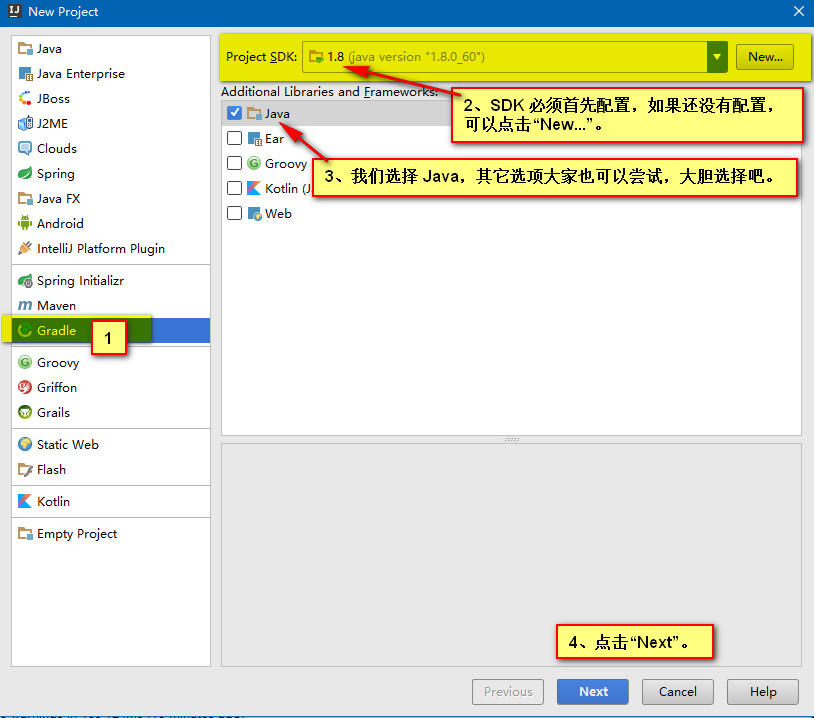 New Project
Java
Java Enterprise
JBoss
J2ME
Clouds
Spring
Java FX
Android
IntelliJ Platform Plugin
Spring Initializr
Maven
Gradle
1
Groovy
Griffon
Grails
Static Web
Flash
Kotlin
Empty Project
Project SDK: 1.8 (java version "1.8.0_60") New...
Additional Libraries and Frameworks:
2、SDK 必须首先配置，如果还没有配置，
可以点击“New...”。
Java
Ear
Groovy
Kotlin (J
Web
3、我们选择 Java，其它选项大家也可以尝试，大胆选择吧。
4、点击“Next”。
Previous Next Cancel Help